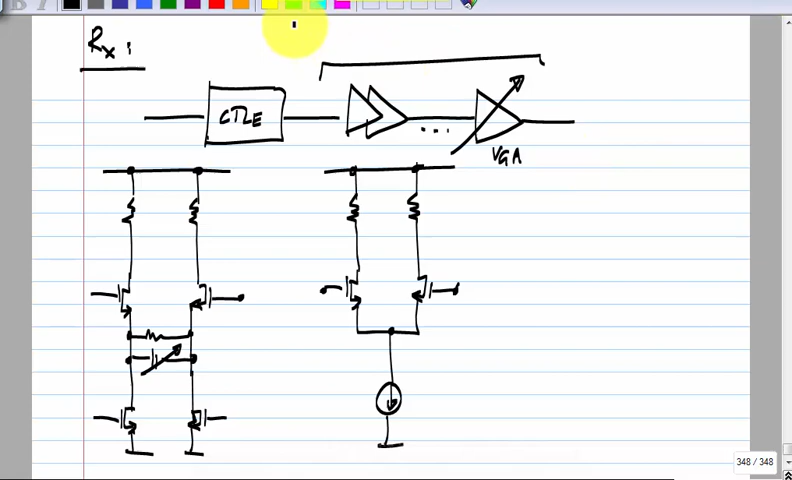 B I
Rx :
CTLE
...
VGA
348 / 348